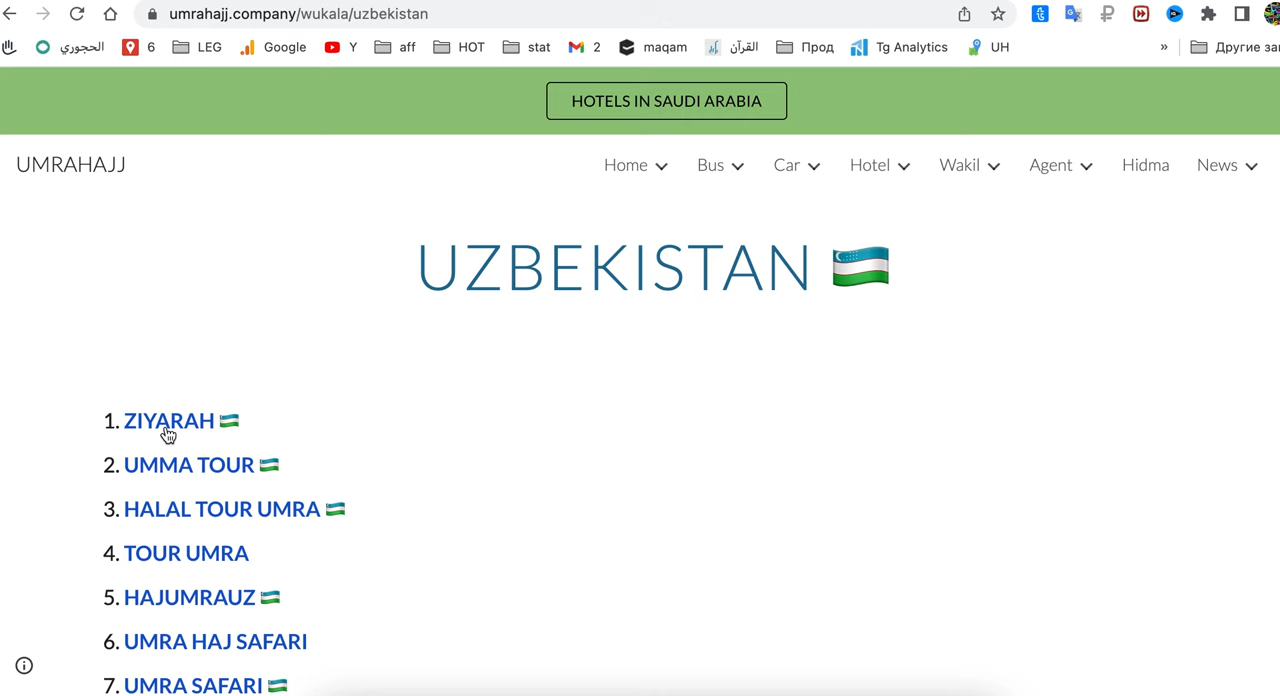 umrahajj.company/wukala/uzbekistan
الحجوري 6 LEG Google Y aff HOT stat 2 maqam القرآن Прод Tg Analytics UH » Другие за
HOTELS IN SAUDI ARABIA
UMRAHAJJ Home Bus Car Hotel Wakil Agent Hidma News
UZBEKISTAN
1. ZIYARAH
2. UMMA TOUR
3. HALAL TOUR UMRA
4. TOUR UMRA
5. HAJUMRAUZ
6. UMRA HAJ SAFARI
7. UMRA SAFARI